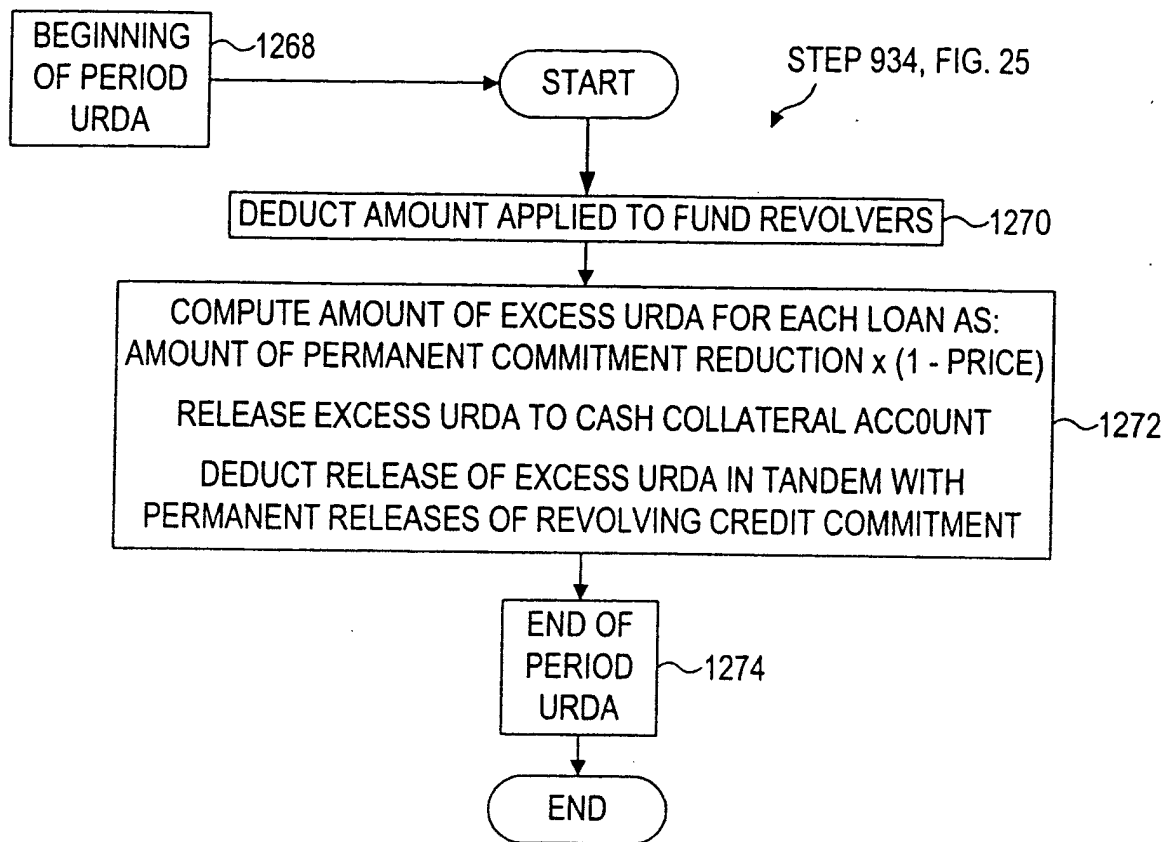 BEGINNING
OF PERIOD
URDA
1268
START
STEP 934, FIG. 25
DEDUCT AMOUNT APPLIED TO FUND REVOLVERS
1270
COMPUTE AMOUNT OF EXCESS URDA FOR EACH LOAN AS:
AMOUNT OF PERMANENT COMMITMENT REDUCTION x (1 - PRICE)
RELEASE EXCESS URDA TO CASH COLLATERAL ACC0UNT
DEDUCT RELEASE OF EXCESS URDA IN TANDEM WITH
PERMANENT RELEASES OF REVOLVING CREDIT COMMITMENT
1272
END OF
PERIOD
URDA
1274
END